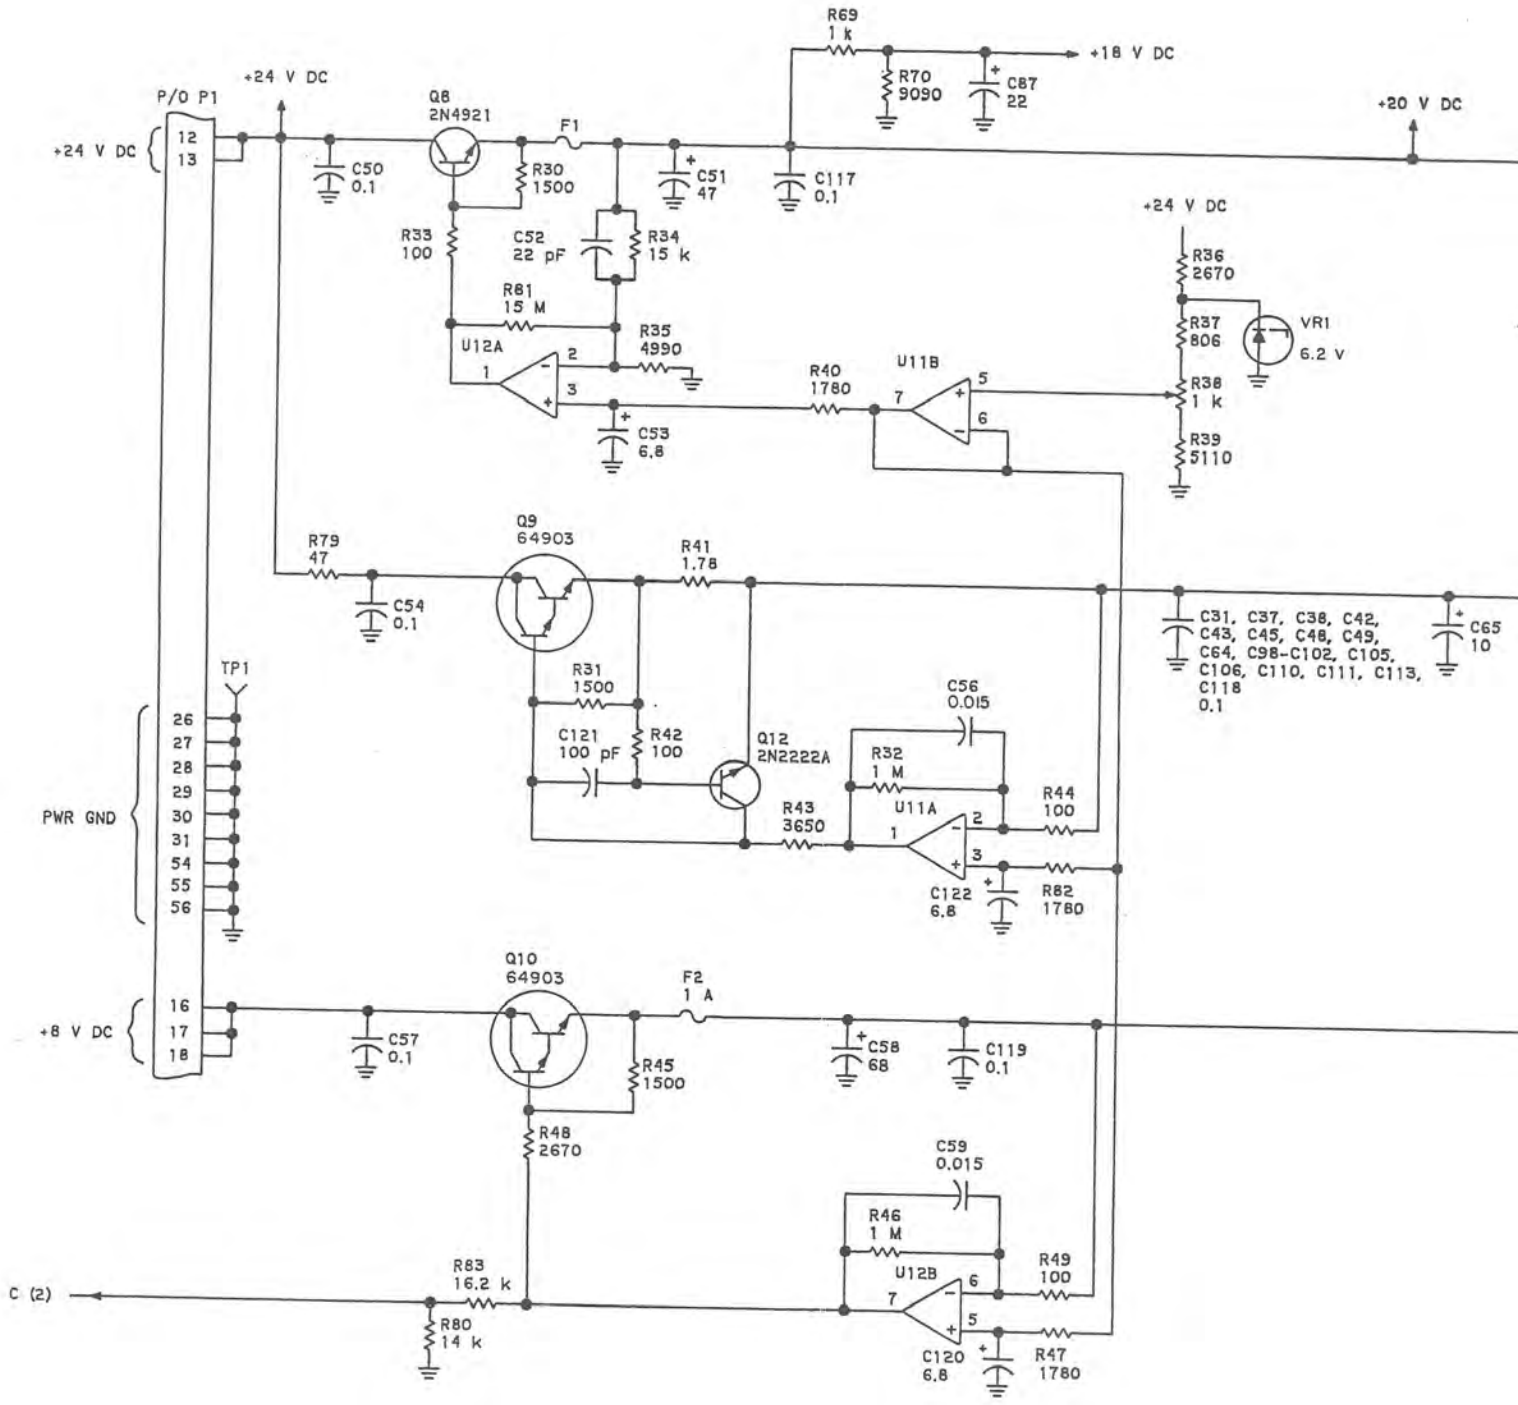 R69
1 k
+18 V DC
R70
9090
+
C87
22
+24 V DC
P/O P1
+24 V DC
12
13
Q8
2N4921
F1
+20 V DC
C50
0.1
R30
1500
+
C51
47
C117
0.1
R33
100
C52
22 pF
R34
15 k
+24 V DC
R36
2670
R81
15 M
R35
4990
R37
806
VR1
6.2 V
U12A
1
2
-
3
+
R40
1780
U11B
7
5
+
6
-
R38
1 k
+
C53
6.8
R39
5110
Q9
64903
R79
47
R41
1.78
C54
0.1
C31, C37, C38, C42,
C43, C45, C48, C49,
C64, C98-C102, C105,
C106, C110, C111, C113,
C118
0.1
+
C65
10
TP1
R31
1500
C56
0.015
PWR GND
26
27
28
29
30
31
54
55
56
C121
100 pF
R42
100
Q12
2N2222A
R32
1 M
R43
3650
U11A
1
2
-
3
+
R44
100
C122
6.8
+
R82
1780
Q10
64903
F2
1 A
+8 V DC
16
17
18
C57
0.1
R45
1500
+
C58
68
C119
0.1
R48
2670
C59
0.015
R46
1 M
C (2)
R83
16.2 k
U12B
7
6
-
5
+
R49
100
R80
14 k
C120
6.8
+
R47
1780